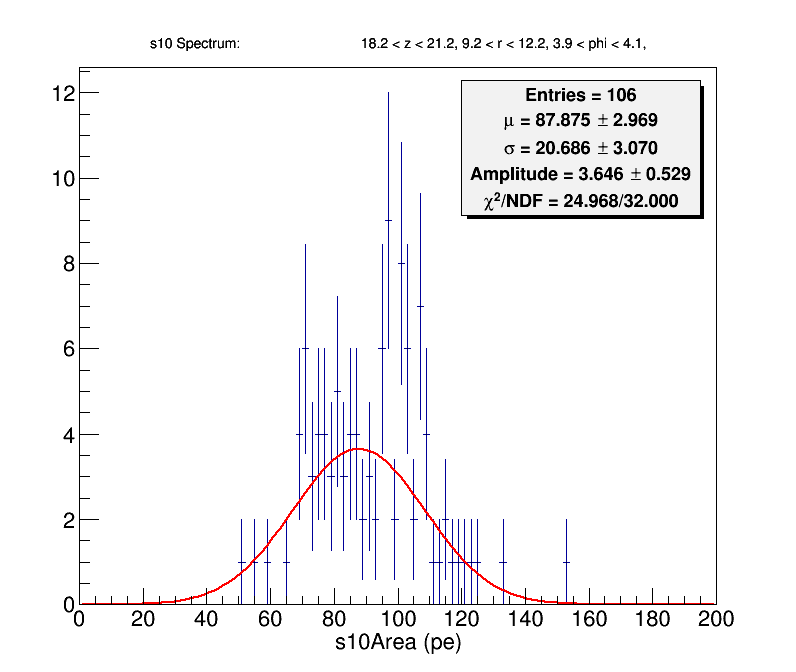 s10 Spectrum: 18.2 < z < 21.2, 9.2 < r < 12.2, 3.9 < phi < 4.1,
Entries = 106
μ = 87.875 ± 2.969
σ = 20.686 ± 3.070
Amplitude = 3.646 ± 0.529
χ²/NDF = 24.968/32.000
12
10
8
6
4
2
0
0 20 40 60 80 100 120 140 160 180 200
s10Area (pe)